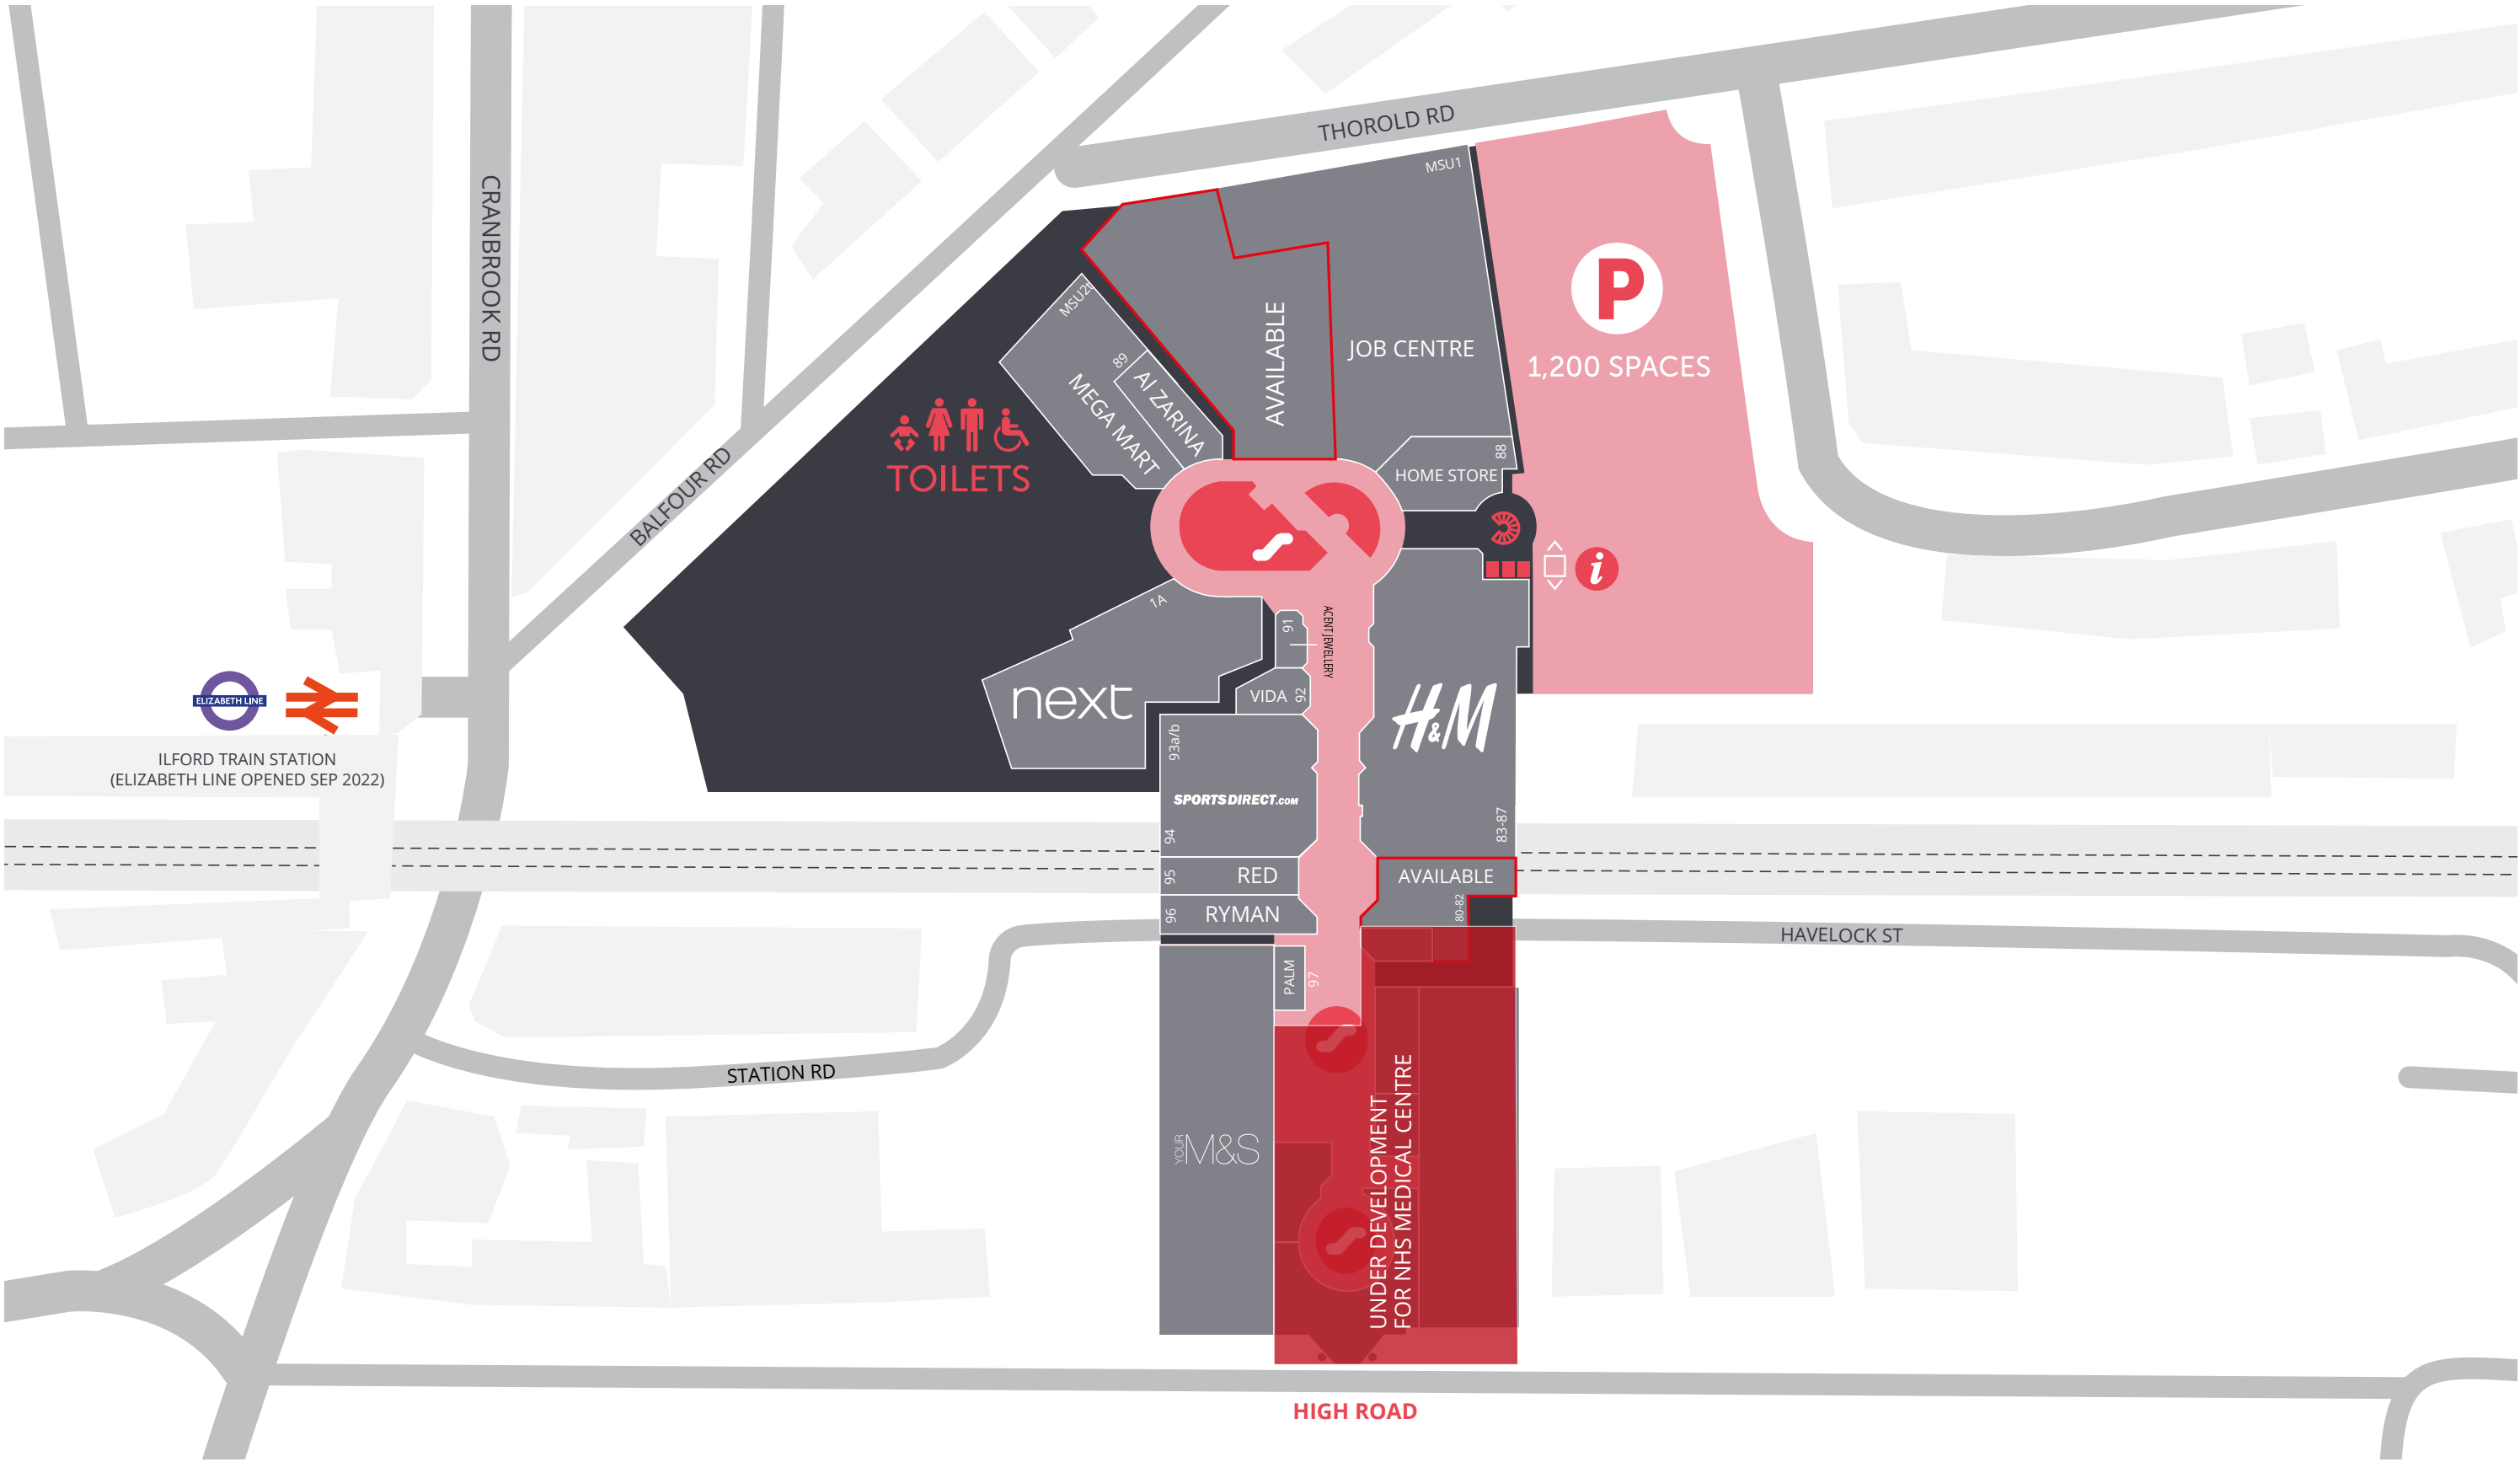 THOROLD RD
CRANBROOK RD
BALFOUR RD
MSU1
P
1,200 SPACES
AVAILABLE
JOB CENTRE
89
AI ZARINA
MEGA MART
TOILETS
88
HOME STORE
i
1A
next
91
ACENT JEWELLERY
VIDA
92
H&M
83-87
93a/b
SPORTSDIRECT.COM
94
ELIZABETH LINE
ILFORD TRAIN STATION
(ELIZABETH LINE OPENED SEP 2022)
95
RED
AVAILABLE
80-82
96
RYMAN
HAVELOCK ST
PALM
97
STATION RD
YOUR
M&S
UNDER DEVELOPMENT
FOR NHS MEDICAL CENTRE
HIGH ROAD